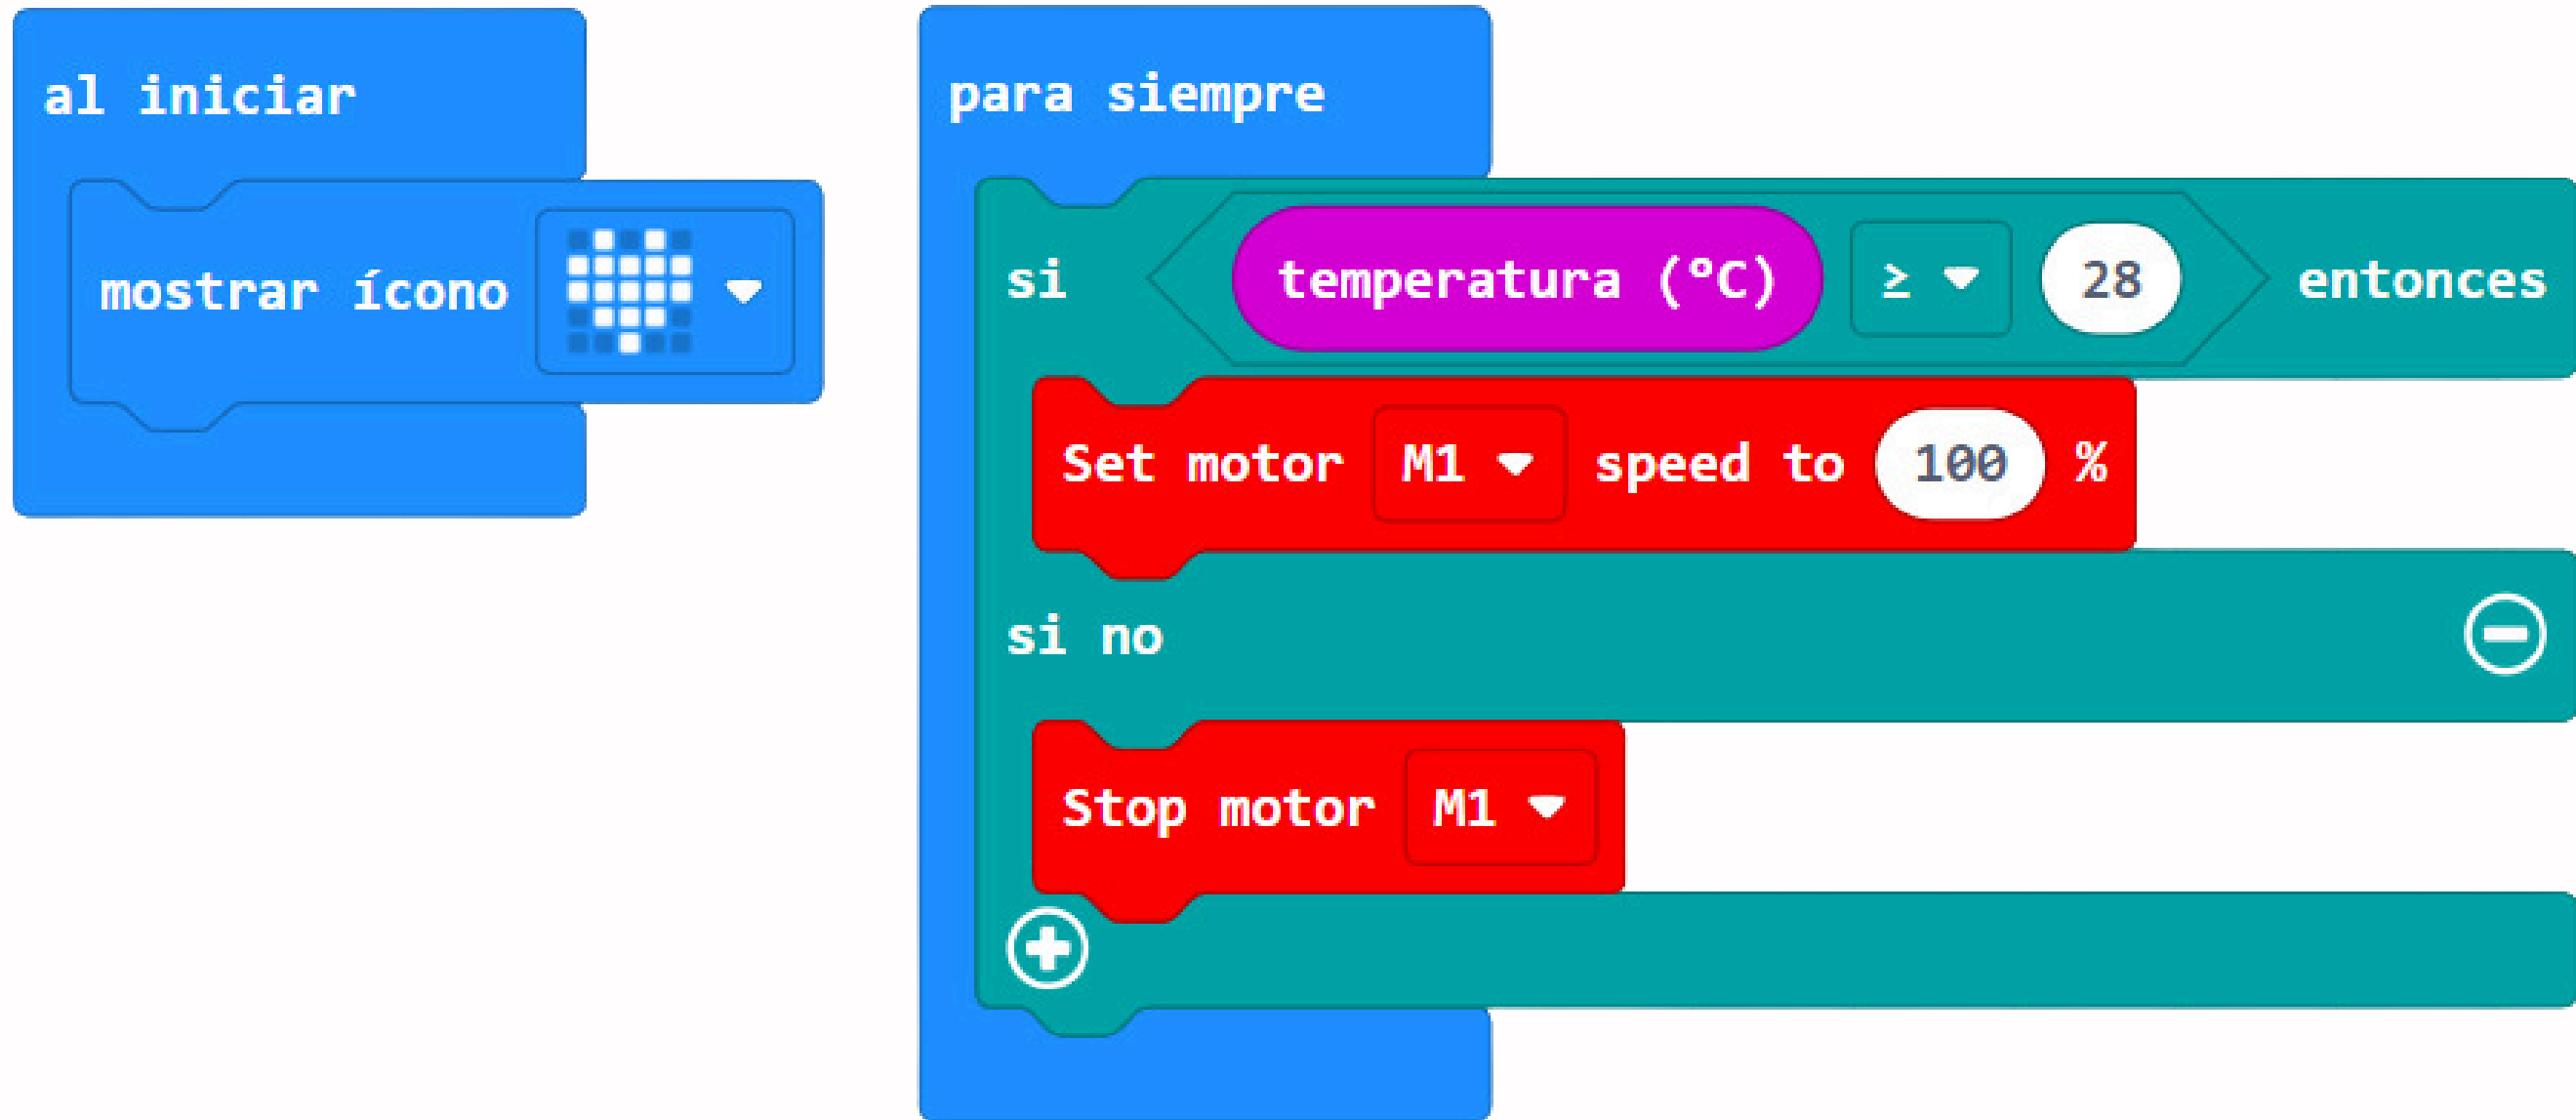 al iniciar
mostrar ícono
para siempre
si temperatura (°C) ≥ 28 entonces
Set motor M1 speed to 100 %
si no
Stop motor M1